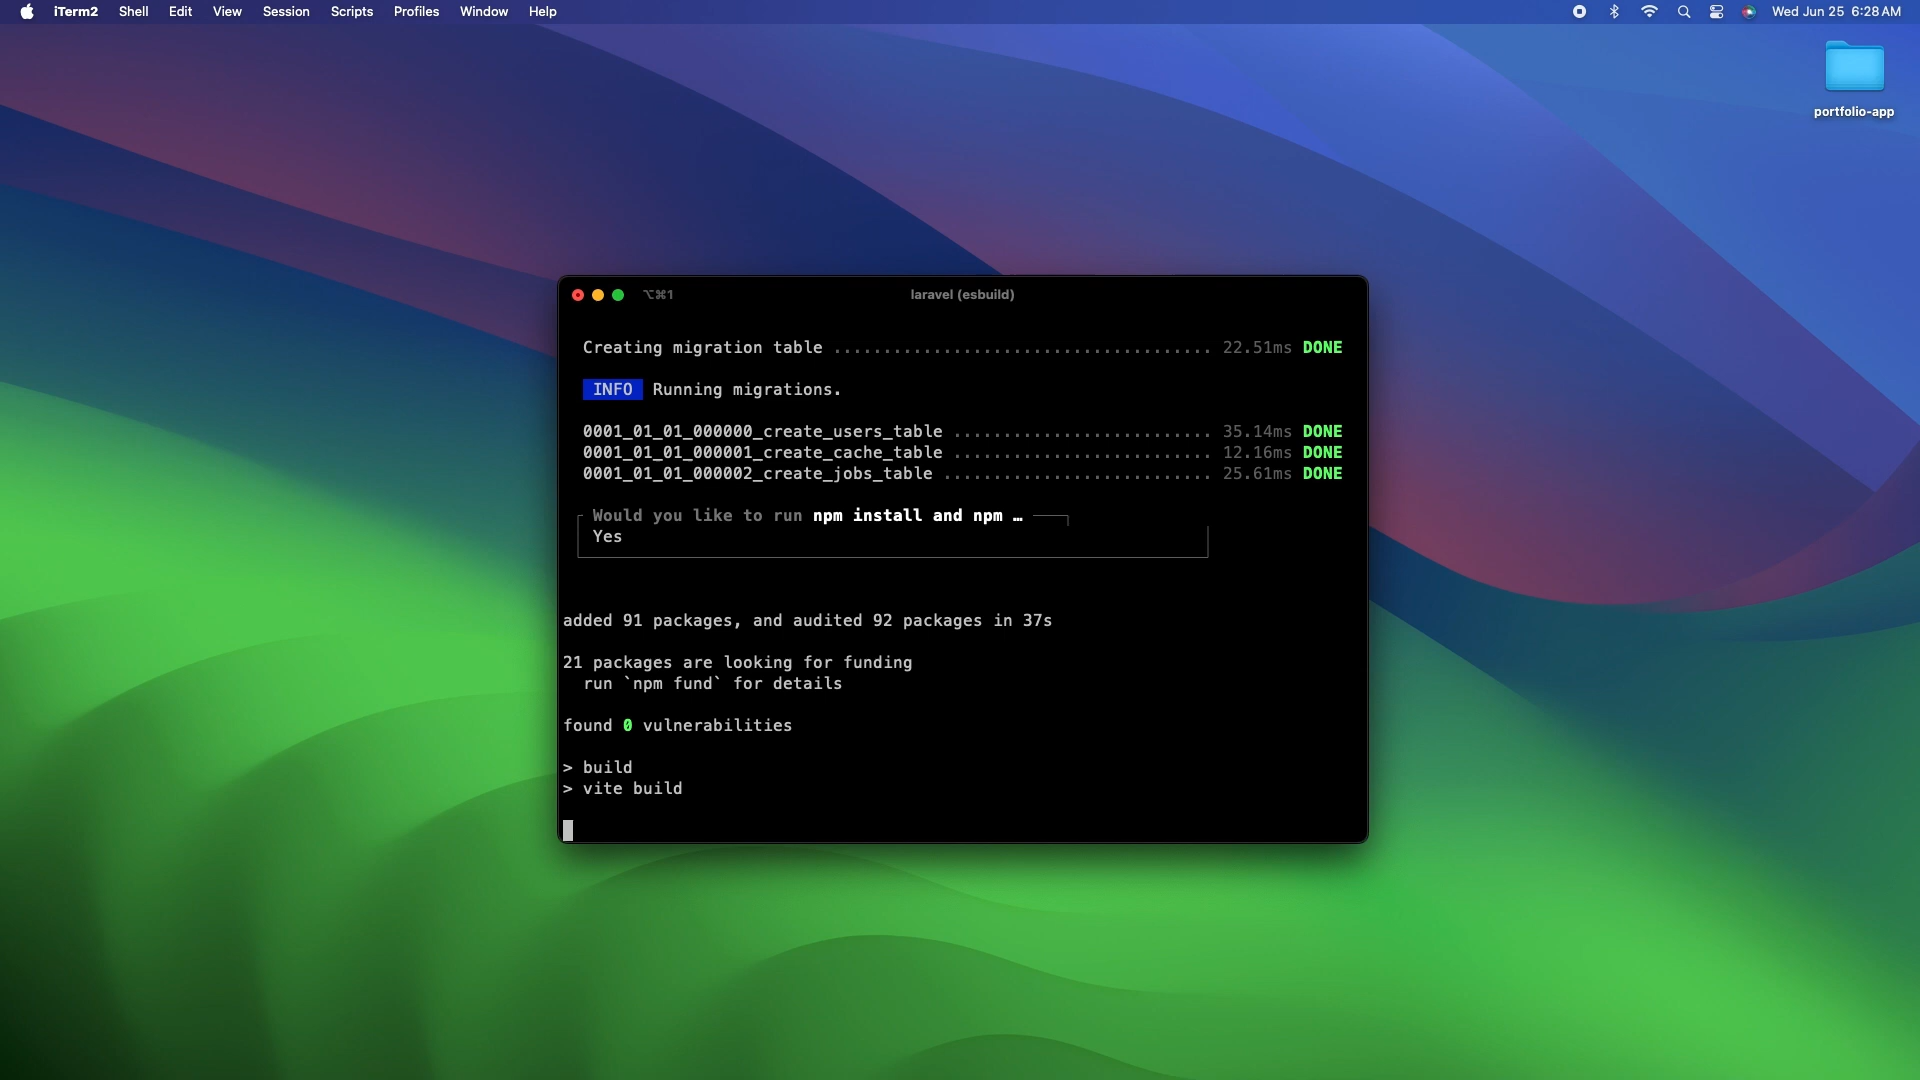 iTerm2 Shell Edit View Session Scripts Profiles Window Help Wed Jun 25 6:28 AM
portfolio-app
⌥⌘1 laravel (esbuild)
Creating migration table ...................................... 22.51ms DONE
INFO Running migrations.
0001_01_01_000000_create_users_table .......................... 35.14ms DONE
0001_01_01_000001_create_cache_table .......................... 12.16ms DONE
0001_01_01_000002_create_jobs_table ........................... 25.61ms DONE
Would you like to run npm install and npm …
Yes
added 91 packages, and audited 92 packages in 37s
21 packages are looking for funding
run `npm fund` for details
found 0 vulnerabilities
> build
> vite build